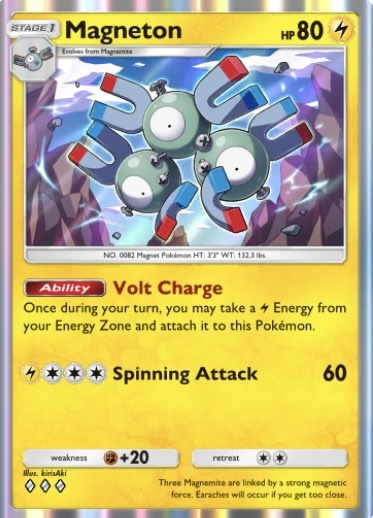 STAGE 1
Magneton
HP 80
Evolves from Magnemite
NO. 0082 Magnet Pokémon HT: 3'3" WT: 132.3 lbs.
Ability Volt Charge
Once during your turn, you may take a Energy from
your Energy Zone and attach it to this Pokémon.
Spinning Attack 60
weakness +20 retreat
Illus. kirisAki
Three Magnemite are linked by a strong magnetic
force. Earaches will occur if you get too close.